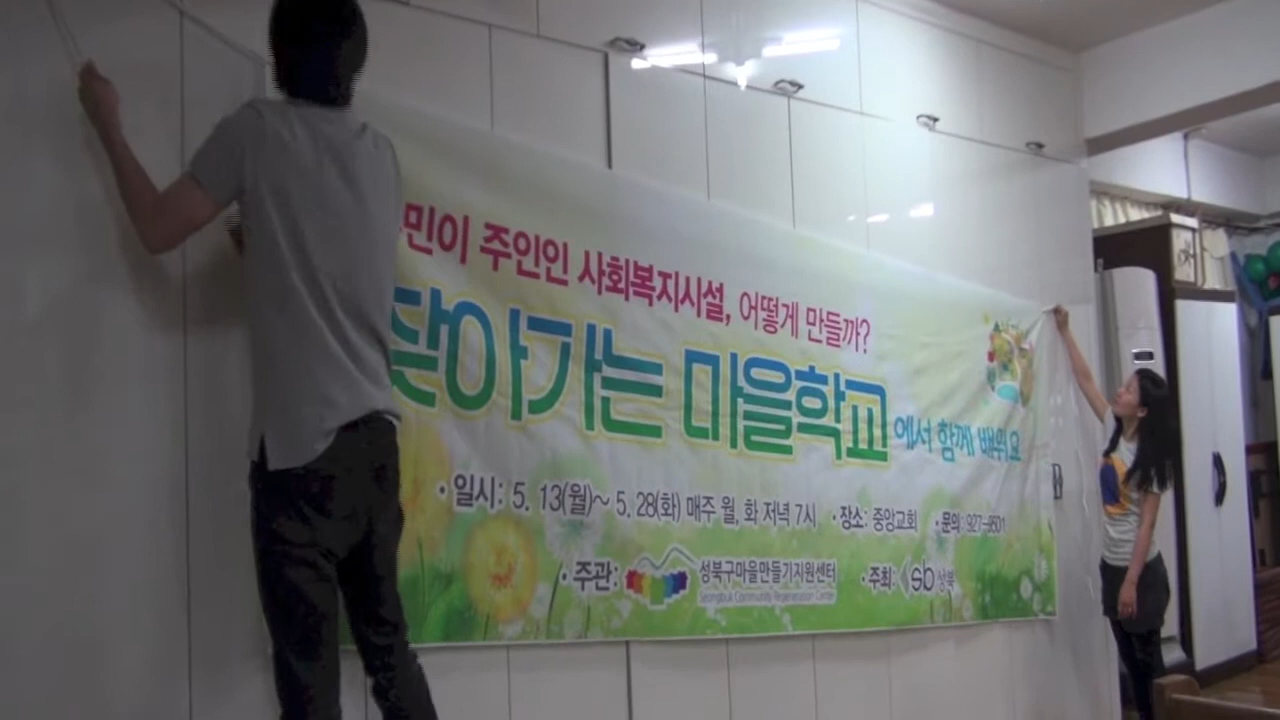 민이 주인인 사회복지시설, 어떻게 만들까?
찾아가는 마을학교에서 함께 배워요
· 일시: 5. 13(월)~ 5. 28(화) 매주 월, 화 저녁 7시 · 장소: 중앙교회 · 문의: 927-9501
· 주관: 성북구마을만들기지원센터 · 주최: sb 성북
Seongbuk Community Regeneration Center